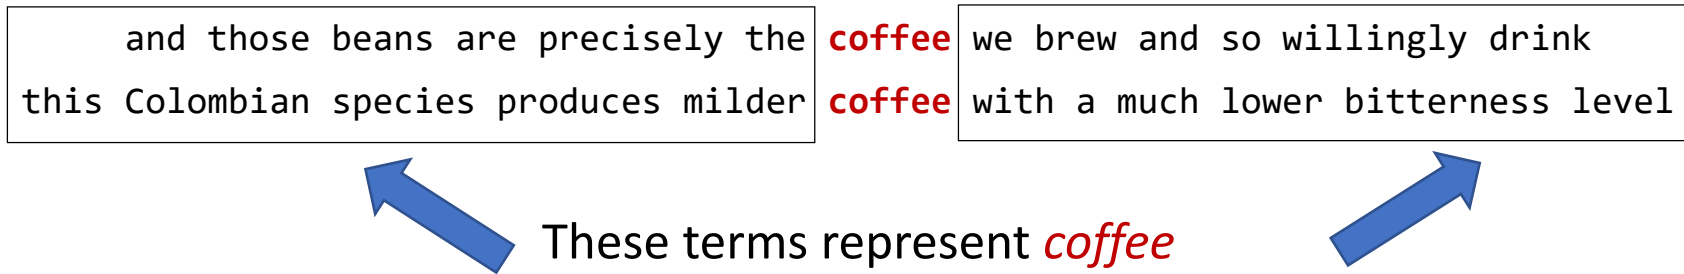 and those beans are precisely the coffee we brew and so willingly drink
this Colombian species produces milder coffee with a much lower bitterness level
These terms represent coffee